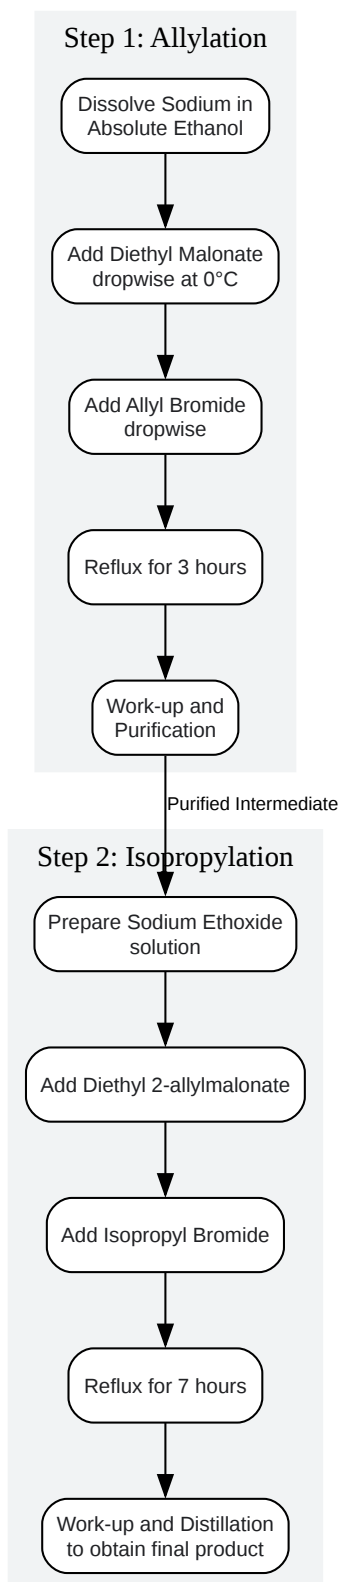 Step 1: Allylation
Dissolve Sodium in
Absolute Ethanol
Add Diethyl Malonate
dropwise at 0°C
Add Allyl Bromide
dropwise
Reflux for 3 hours
Work-up and
Purification
Purified Intermediate
Step 2: Isopropylation
Prepare Sodium Ethoxide
solution
Add Diethyl 2-allylmalonate
Add Isopropyl Bromide
Reflux for 7 hours
Work-up and Distillation
to obtain final product